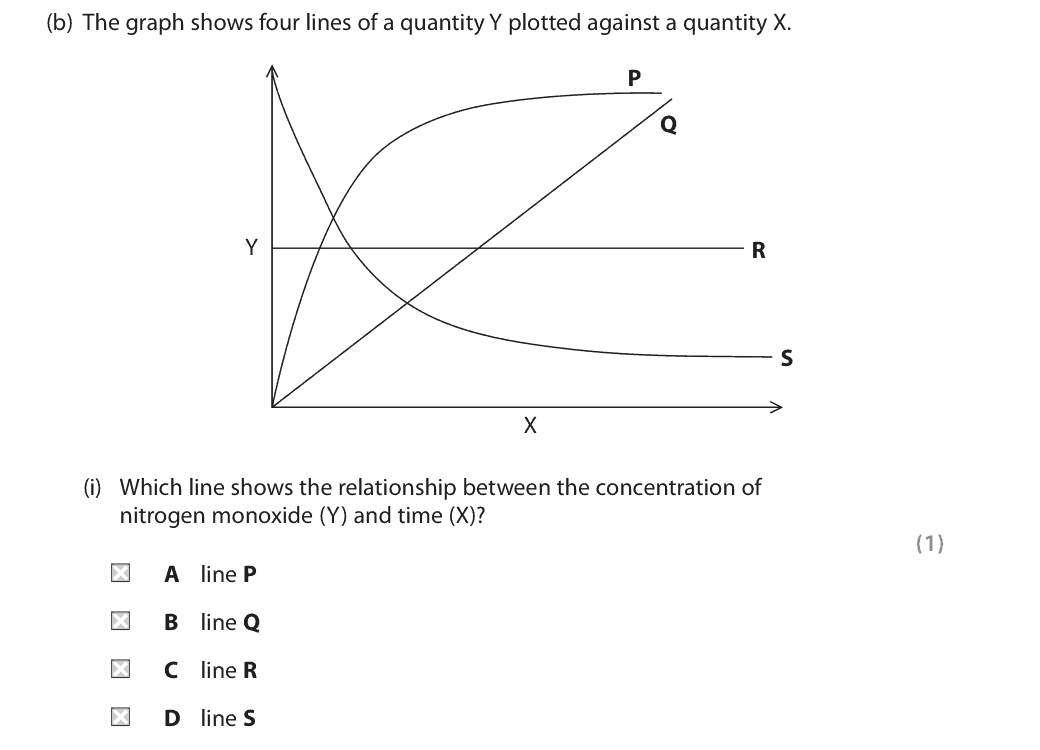 (b) The graph shows four lines of a quantity Y plotted against a quantity X.
P
Q
Y
R
S
X
(i) Which line shows the relationship between the concentration of
nitrogen monoxide (Y) and time (X)?
(1)
A line P
B line Q
C line R
D line S